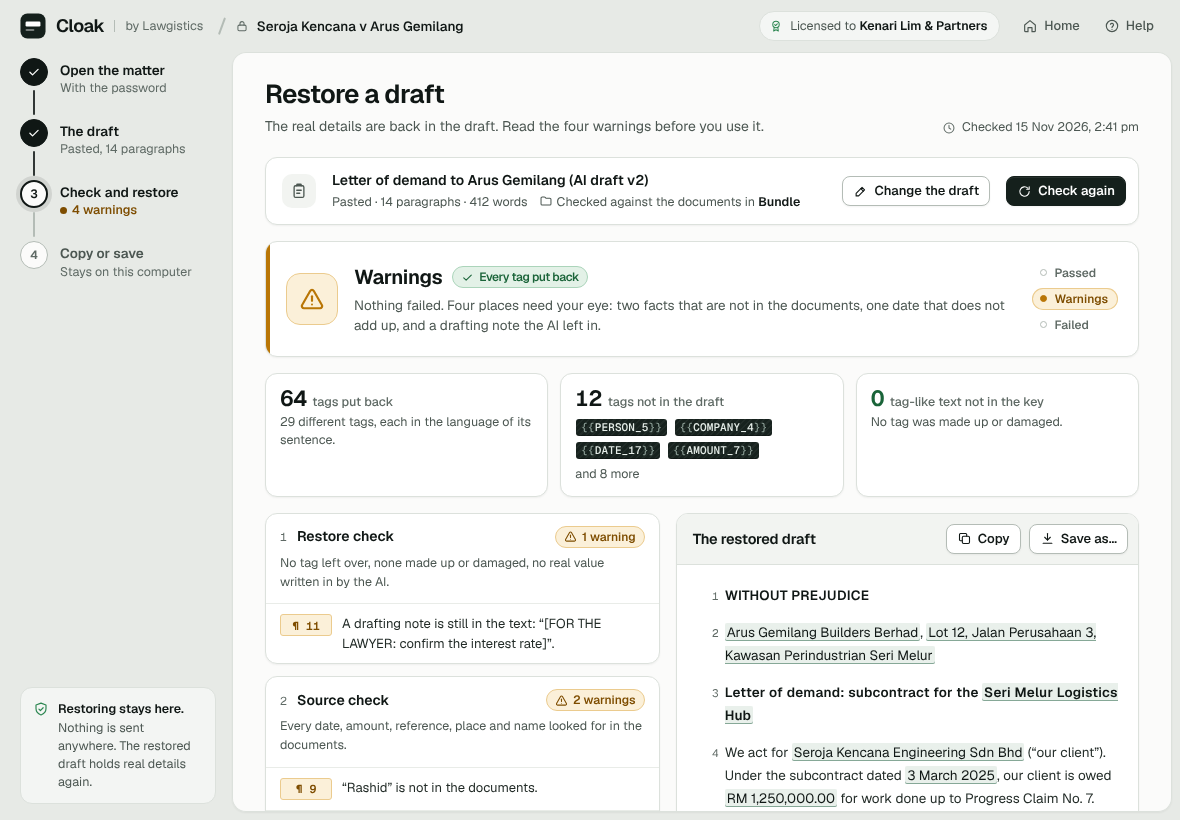 Cloak by Lawgistics / Seroja Kencana v Arus Gemilang
Licensed to Kenari Lim & Partners
Home
Help
Open the matter
With the password
The draft
Pasted, 14 paragraphs
3 Check and restore
4 warnings
4 Copy or save
Stays on this computer
Restoring stays here.
Nothing is sent
anywhere. The restored
draft holds real details
again.
Restore a draft
The real details are back in the draft. Read the four warnings before you use it.
Checked 15 Nov 2026, 2:41 pm
Letter of demand to Arus Gemilang (AI draft v2)
Pasted · 14 paragraphs · 412 words Checked against the documents in Bundle
Change the draft
Check again
Warnings
Every tag put back
Nothing failed. Four places need your eye: two facts that are not in the documents, one date that does not
add up, and a drafting note the AI left in.
Passed
Warnings
Failed
64 tags put back
29 different tags, each in the language of its
sentence.
12 tags not in the draft
{{PERSON_5}} {{COMPANY_4}}
{{DATE_17}} {{AMOUNT_7}}
and 8 more
0 tag-like text not in the key
No tag was made up or damaged.
1 Restore check
1 warning
No tag left over, none made up or damaged, no real value
written in by the AI.
¶ 11 A drafting note is still in the text: “[FOR THE
LAWYER: confirm the interest rate]”.
2 Source check
2 warnings
Every date, amount, reference, place and name looked for in the
documents.
¶ 9 “Rashid” is not in the documents.
The restored draft
Copy
Save as…
1 WITHOUT PREJUDICE
2 Arus Gemilang Builders Berhad, Lot 12, Jalan Perusahaan 3,
Kawasan Perindustrian Seri Melur
3 Letter of demand: subcontract for the Seri Melur Logistics
Hub
4 We act for Seroja Kencana Engineering Sdn Bhd (“our client”).
Under the subcontract dated 3 March 2025, our client is owed
RM 1,250,000.00 for work done up to Progress Claim No. 7.